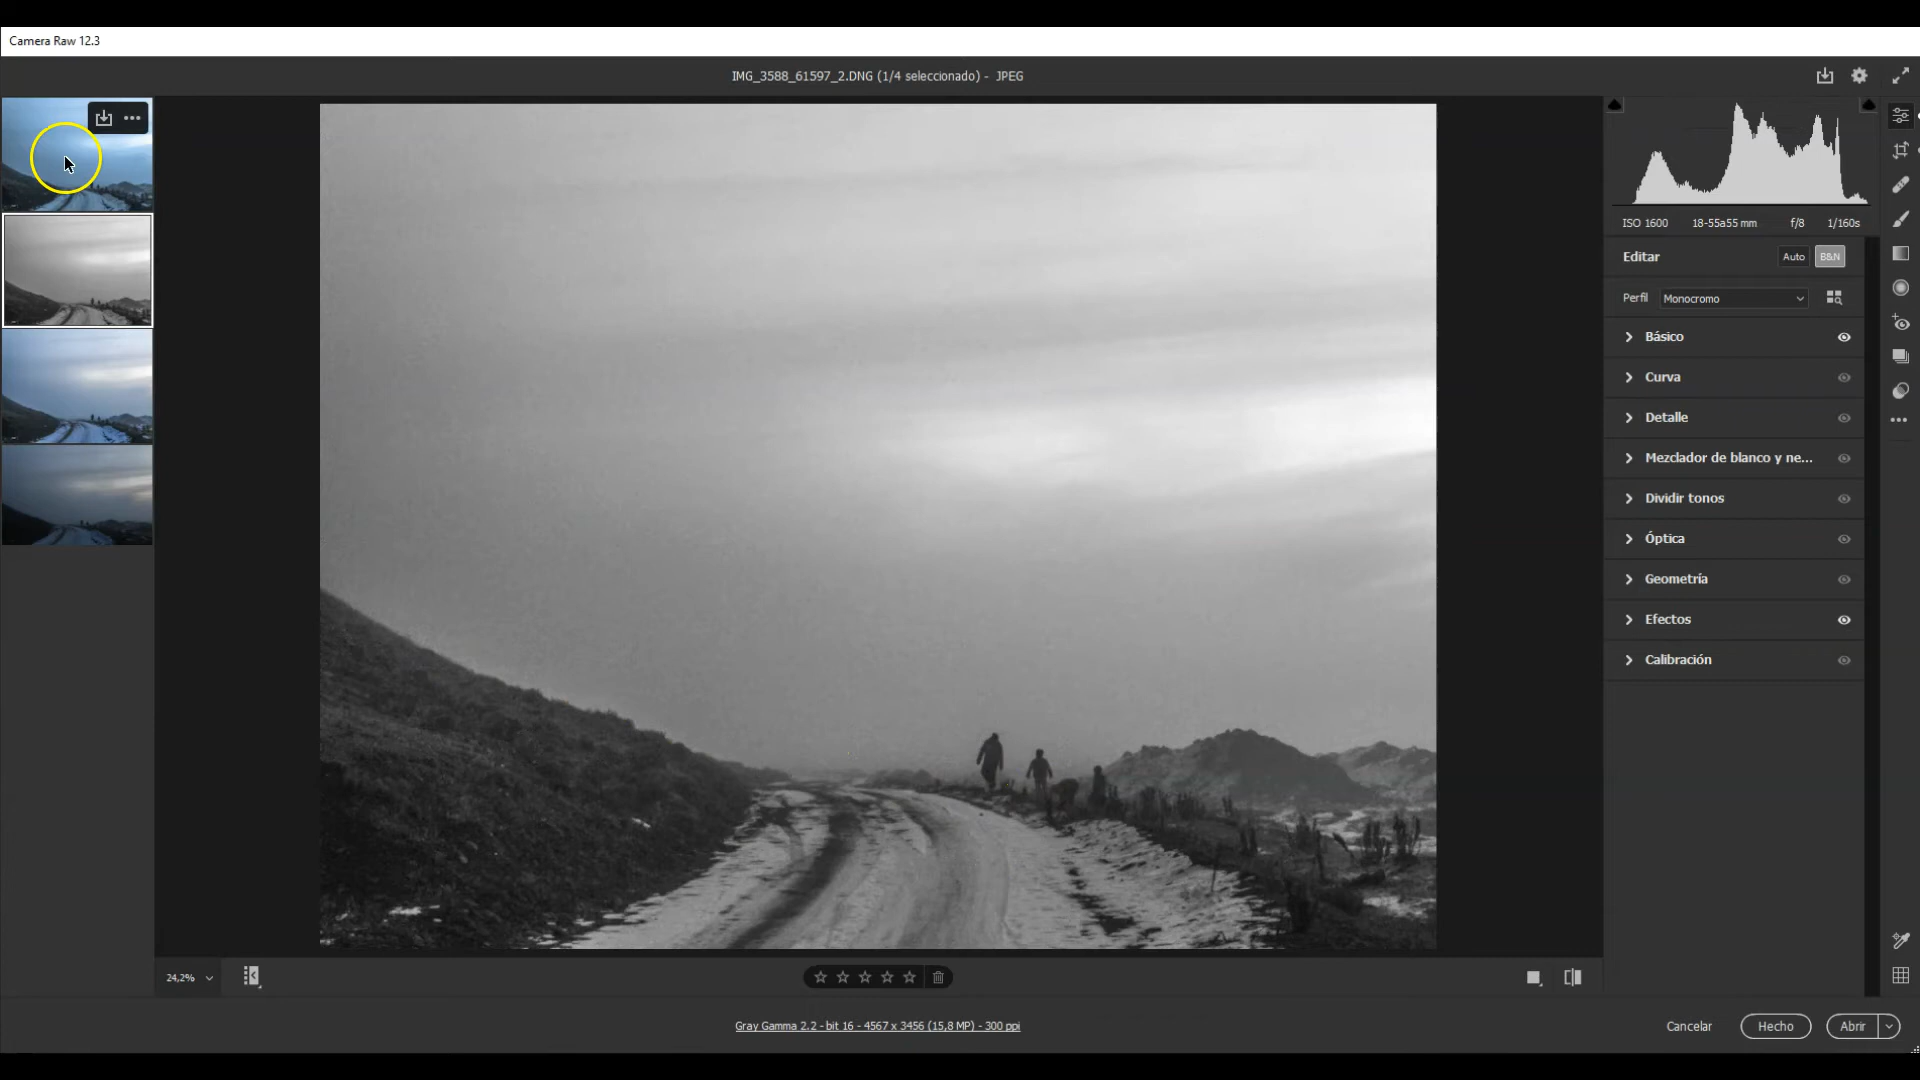 Camera Raw 12.3
IMG_3588_61597_2.DNG (1/4 seleccionado) - JPEG
ISO 1600 18-55a55 mm f/8 1/160s
Editar Auto B&N
Perfil Monocromo
Básico
Curva
Detalle
Mezclador de blanco y ne...
Dividir tonos
Óptica
Geometría
Efectos
Calibración
24,2%
Gray Gamma 2.2 - bit 16 - 4567 x 3456 (15,8 MP) - 300 ppi
Cancelar Hecho Abrir